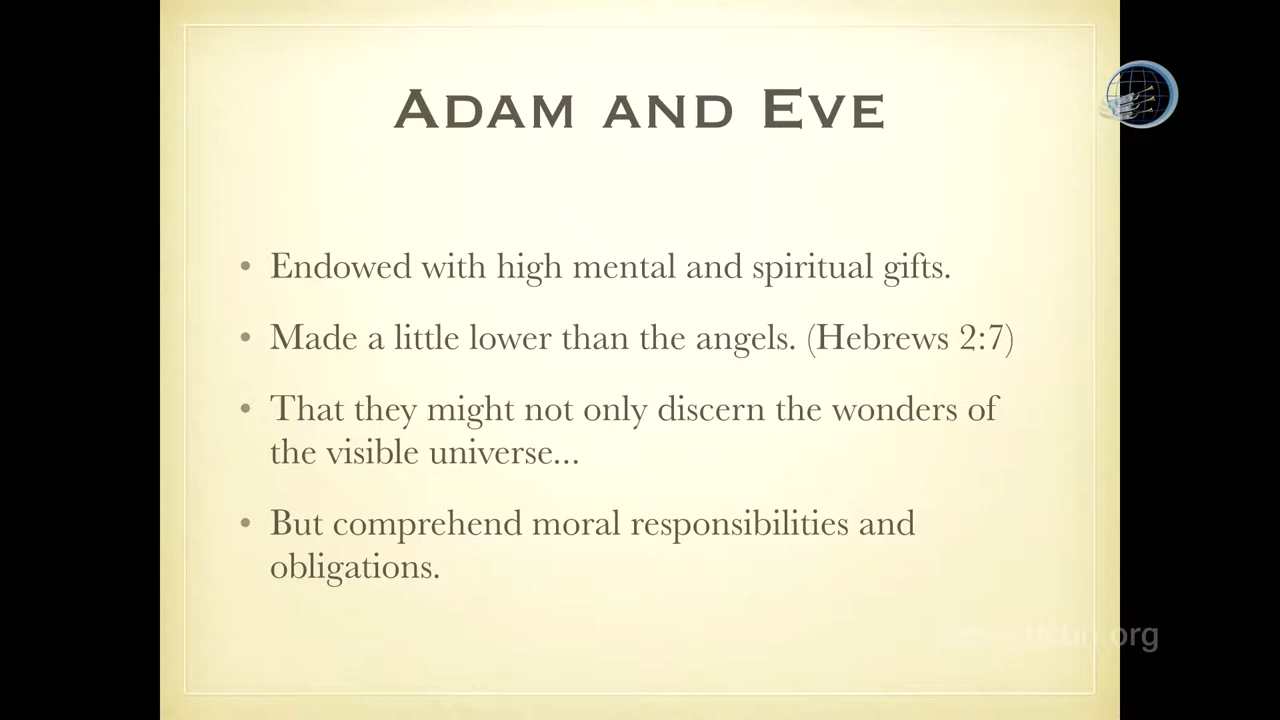 Adam and Eve
• Endowed with high mental and spiritual gifts.
• Made a little lower than the angels. (Hebrews 2:7)
• That they might not only discern the wonders of
the visible universe...
• But comprehend moral responsibilities and
obligations.
.org